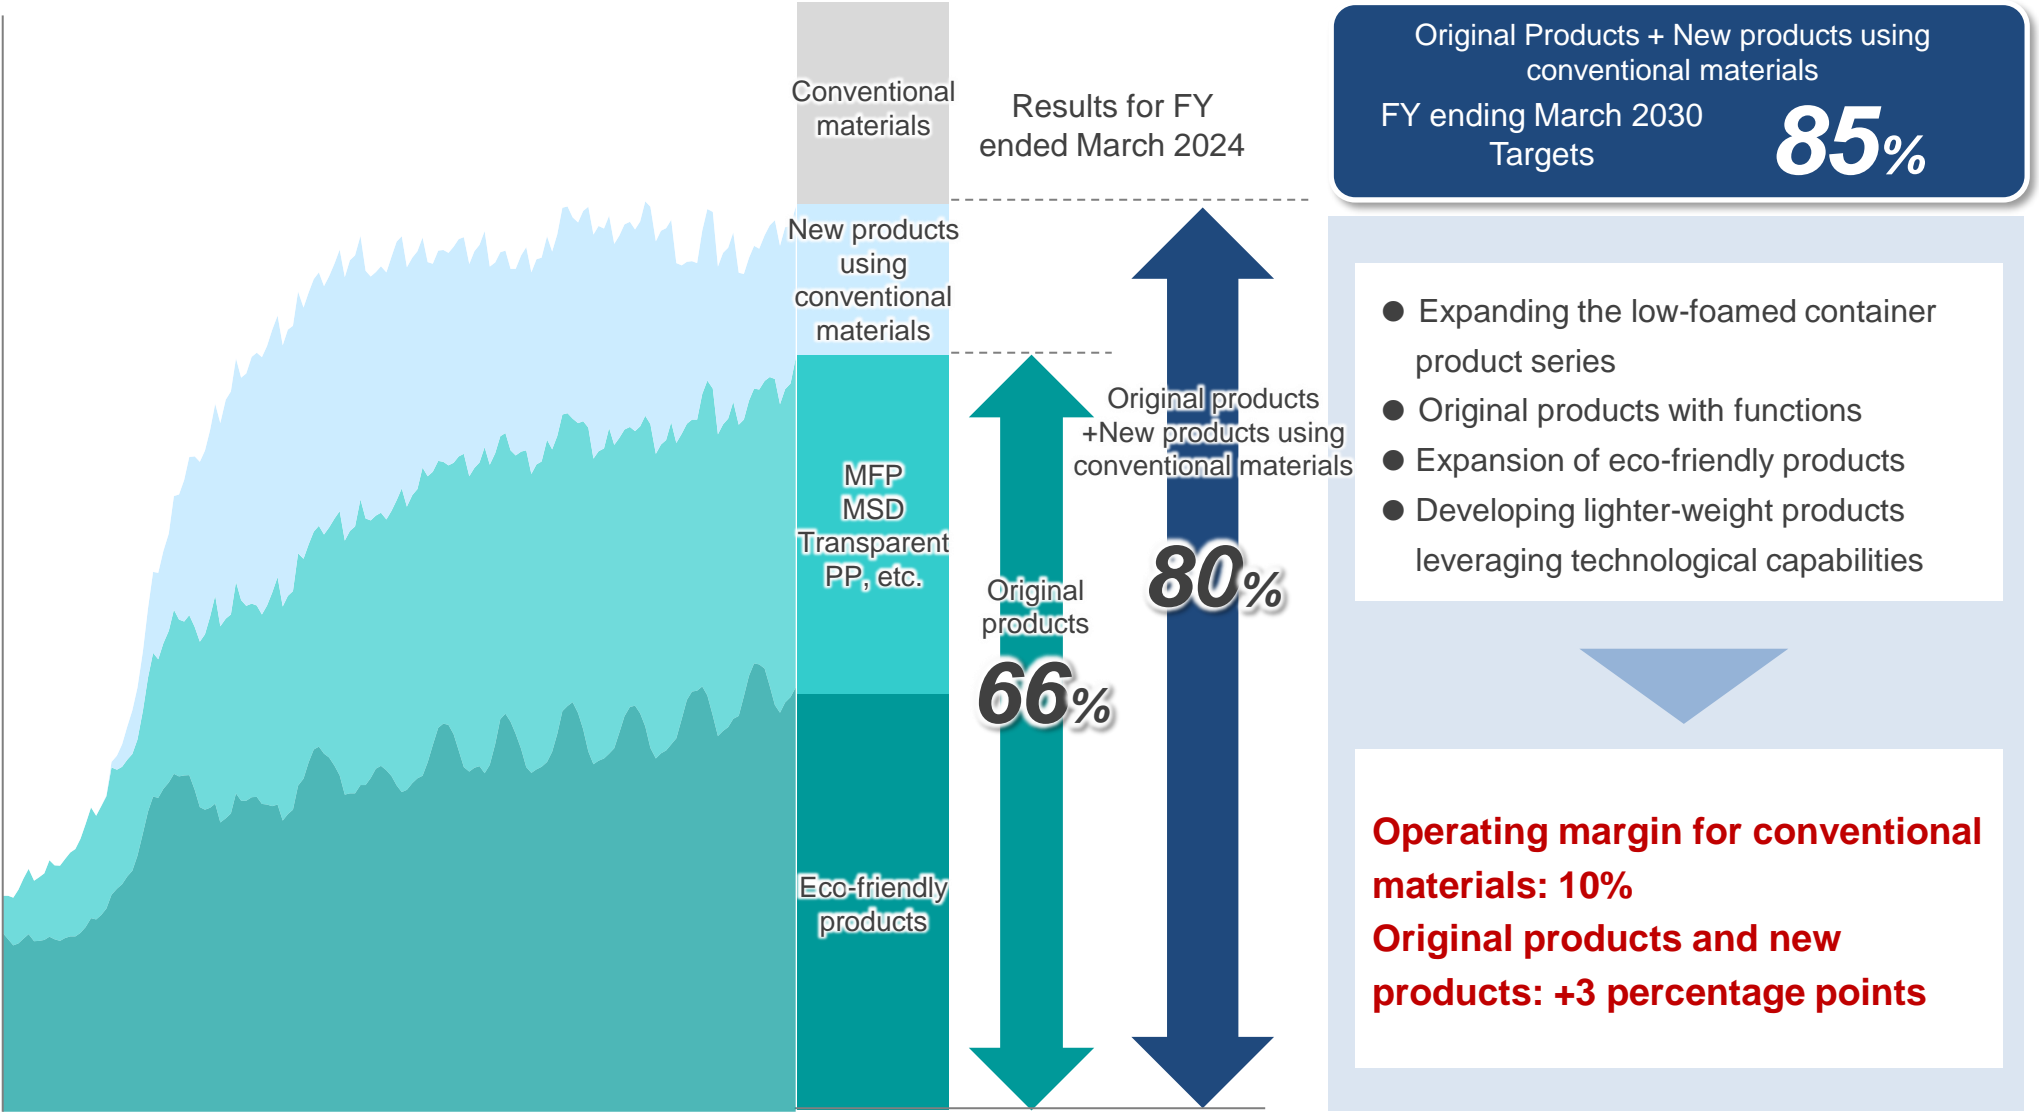 Conventional
materials
New products
using
conventional
materials
MFP
MSD
Transparent
PP, etc.
Eco-friendly
products
Results for FY
ended March 2024
Original
products
66%
Original products
+New products using
conventional materials
80%
Original Products + New products using
conventional materials
FY ending March 2030
Targets
85%
● Expanding the low-foamed container
product series
● Original products with functions
● Expansion of eco-friendly products
● Developing lighter-weight products
leveraging technological capabilities
Operating margin for conventional
materials: 10%
Original products and new
products: +3 percentage points